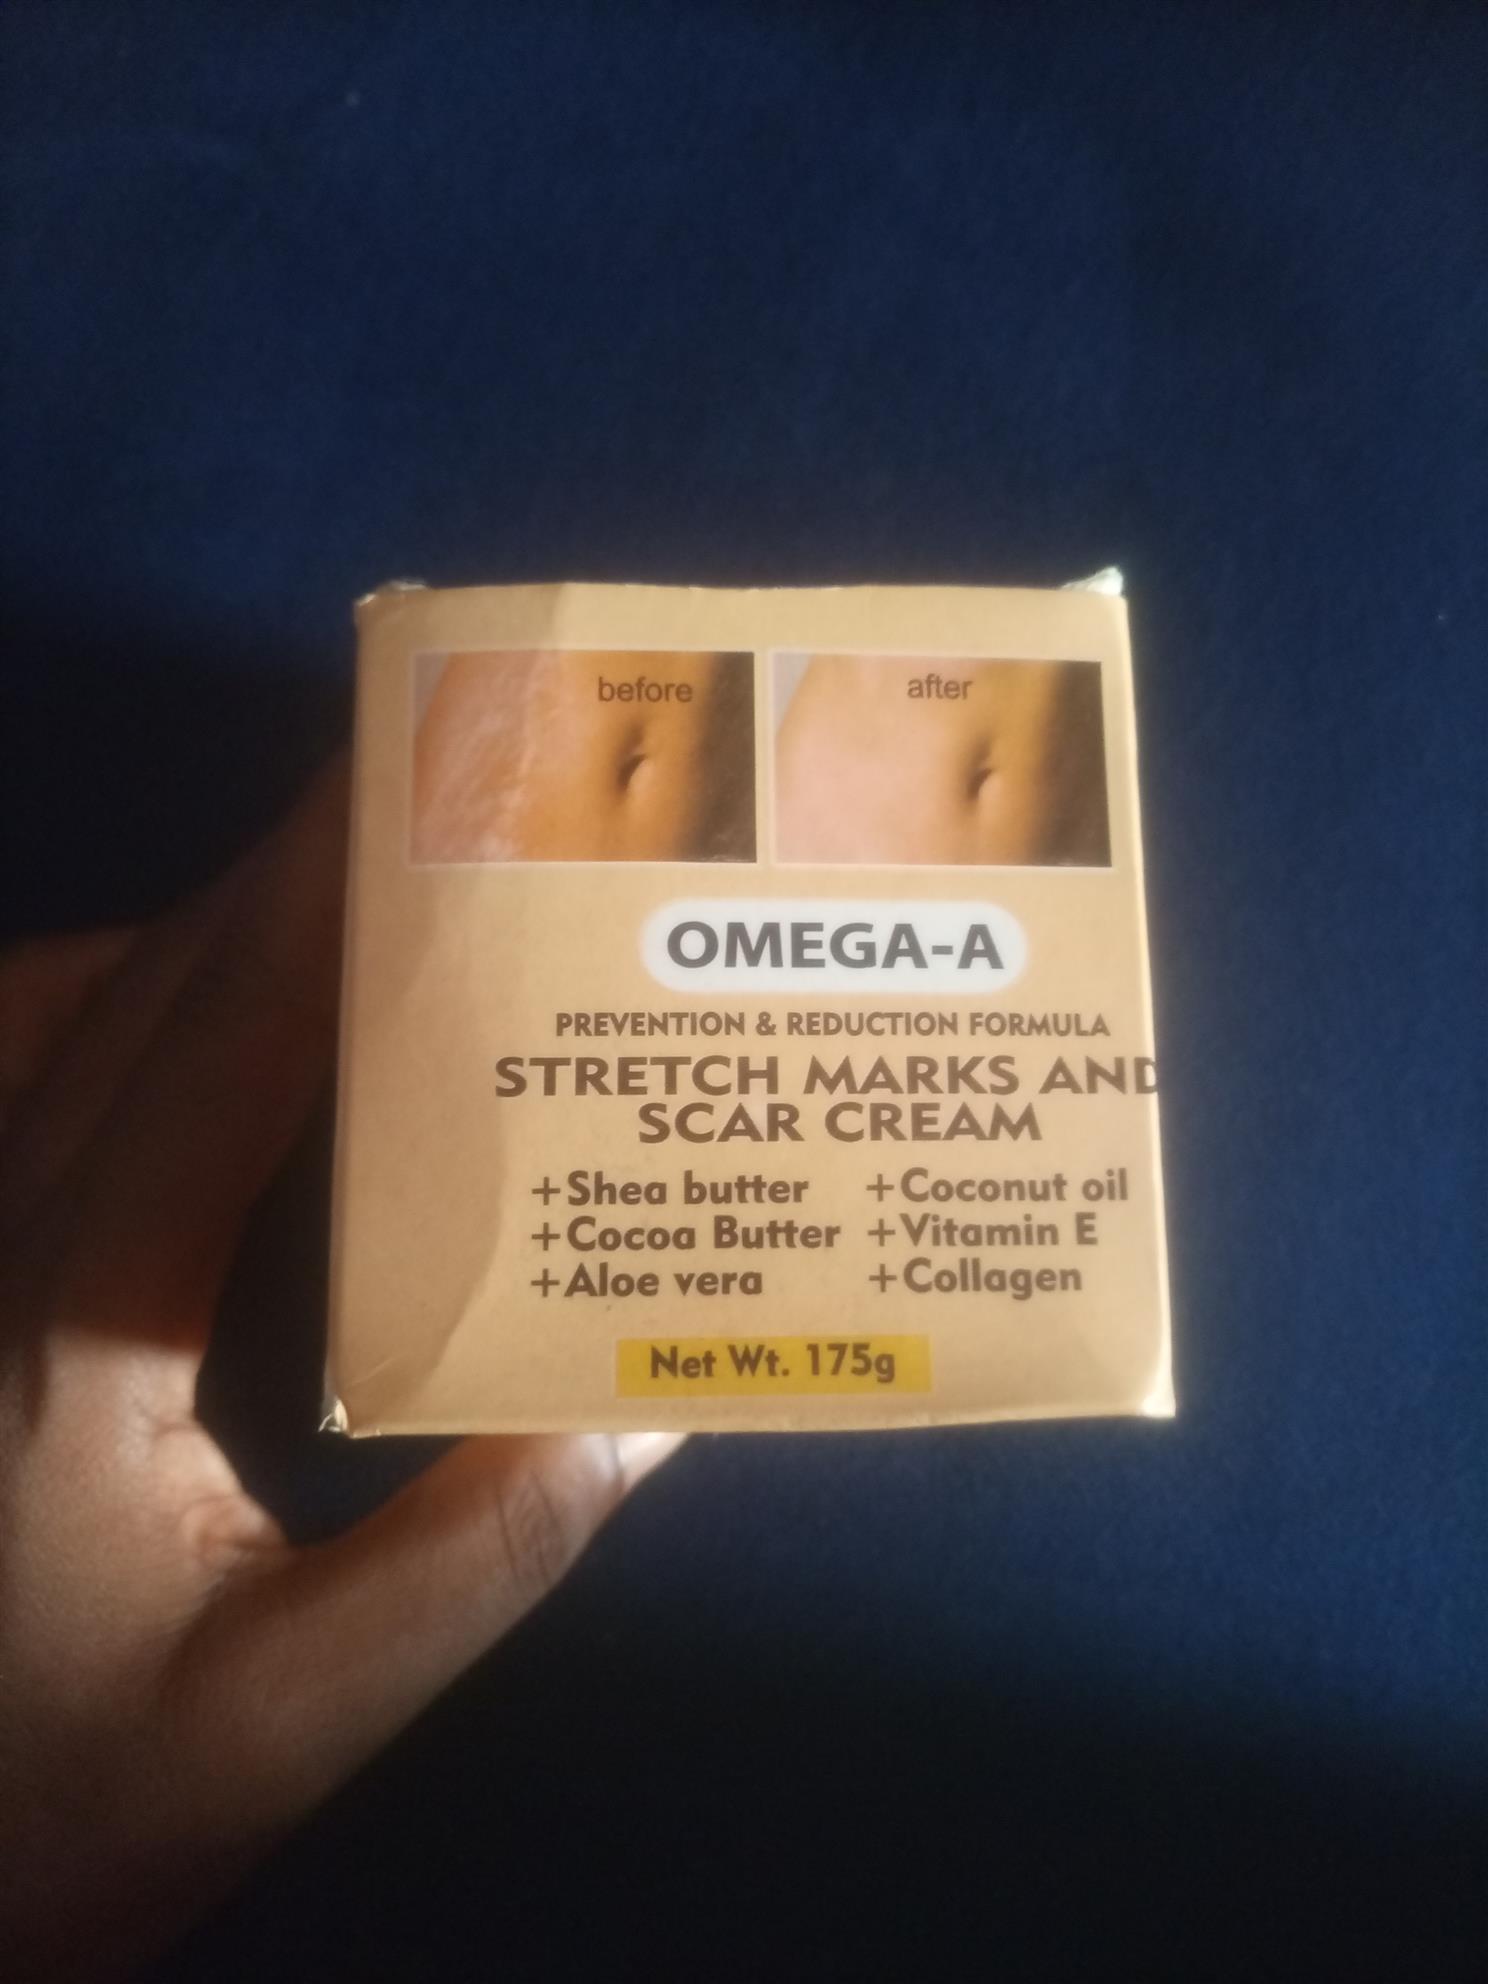 before
after
OMEGA-A
PREVENTION & REDUCTION FORMULA
STRETCH MARKS AND
SCAR CREAM
+Shea butter +Coconut oil
+Cocoa Butter +Vitamin E
+Aloe vera +Collagen
Net Wt. 175g